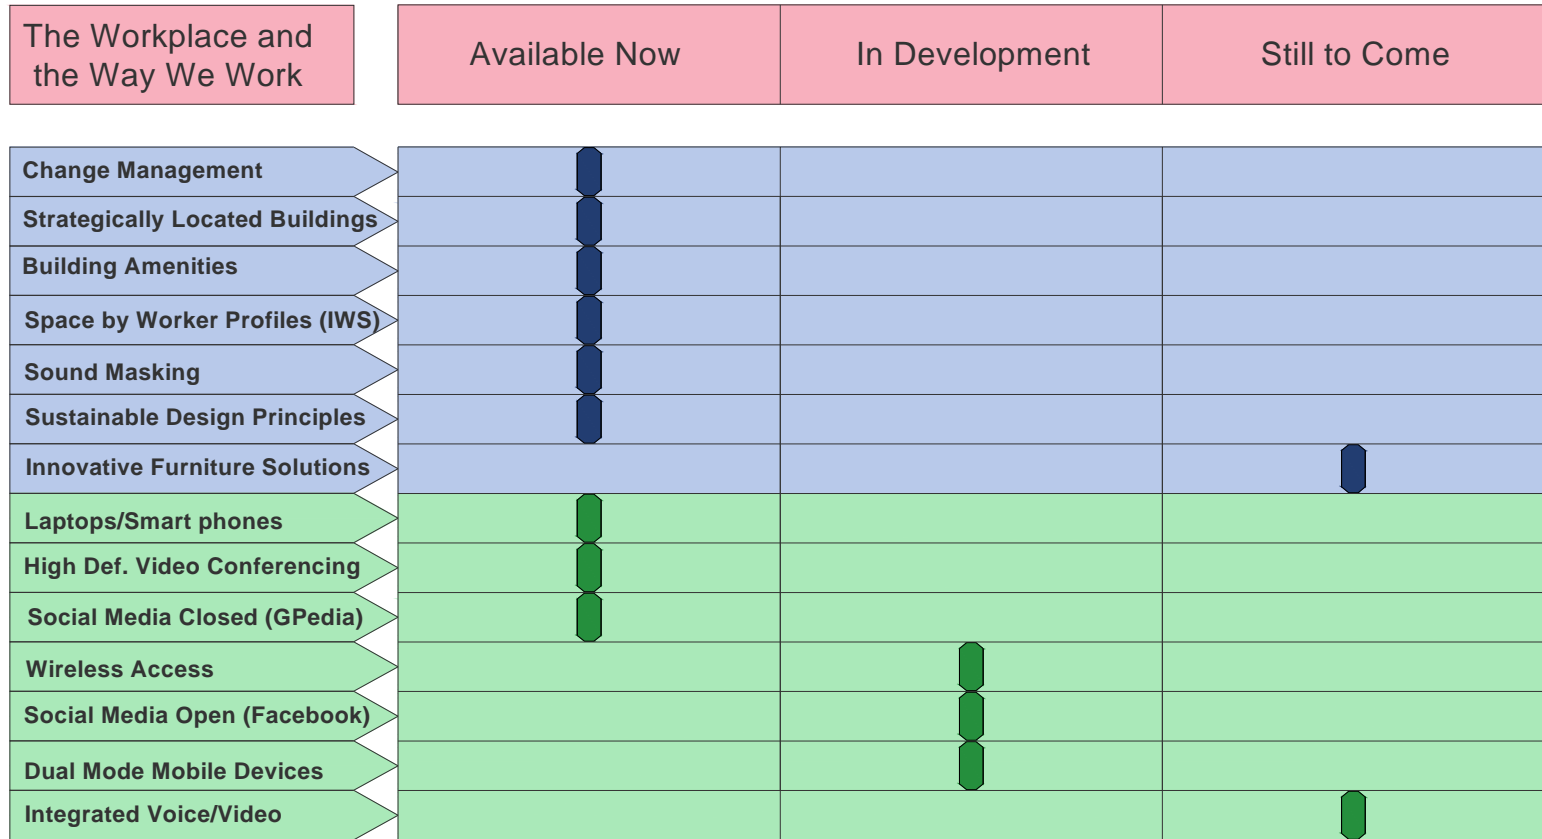 The Workplace and
the Way We Work
Available Now
In Development
Still to Come
Change Management
Strategically Located Buildings
Building Amenities
Space by Worker Profiles (IWS)
Sound Masking
Sustainable Design Principles
Innovative Furniture Solutions
Laptops/Smart phones
High Def. Video Conferencing
Social Media Closed (GPedia)
Wireless Access
Social Media Open (Facebook)
Dual Mode Mobile Devices
Integrated Voice/Video